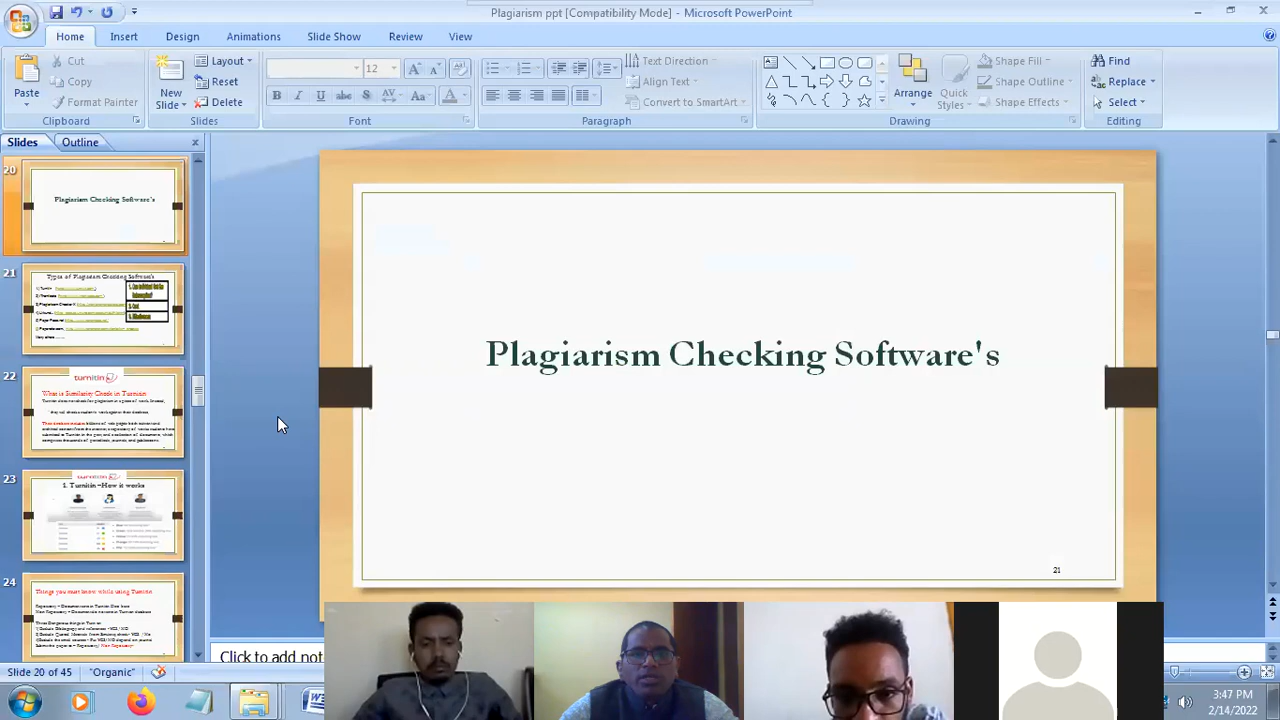 Plagiarism ppt [Compatibility Mode] - Microsoft PowerPoint
Home Insert Design Animations Slide Show Review View
Cut
Copy
Format Painter
Paste
Clipboard
New
Slide
Layout
Reset
Delete
Slides
12
Font
Text Direction
Align Text
Convert to SmartArt
Paragraph
Arrange
Quick
Styles
Shape Fill
Shape Outline
Shape Effects
Drawing
Find
Replace
Select
Editing
Slides Outline
20
Plagiarism Checking Software's
21
Types of Plagiarism Checking Software's
22
turnitin
What is Similarity Check in Turnitin
23
turnitin
1. Turnitin –How it works
24
Things you must know while using Turnitin
Plagiarism Checking Software's
21
Click to add not
Slide 20 of 45 "Organic"
3:47 PM
2/14/2022